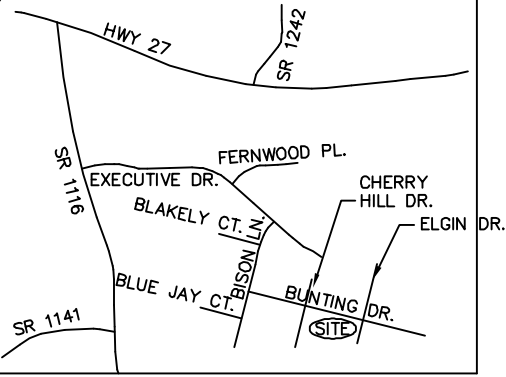 HWY 27
SR 1242
SR 1116
FERNWOOD PL.
EXECUTIVE DR.
CHERRY
HILL DR.
BLAKELY CT.
ELGIN DR.
BISON LN.
BLUE JAY CT.
BUNTING DR.
SITE
SR 1141